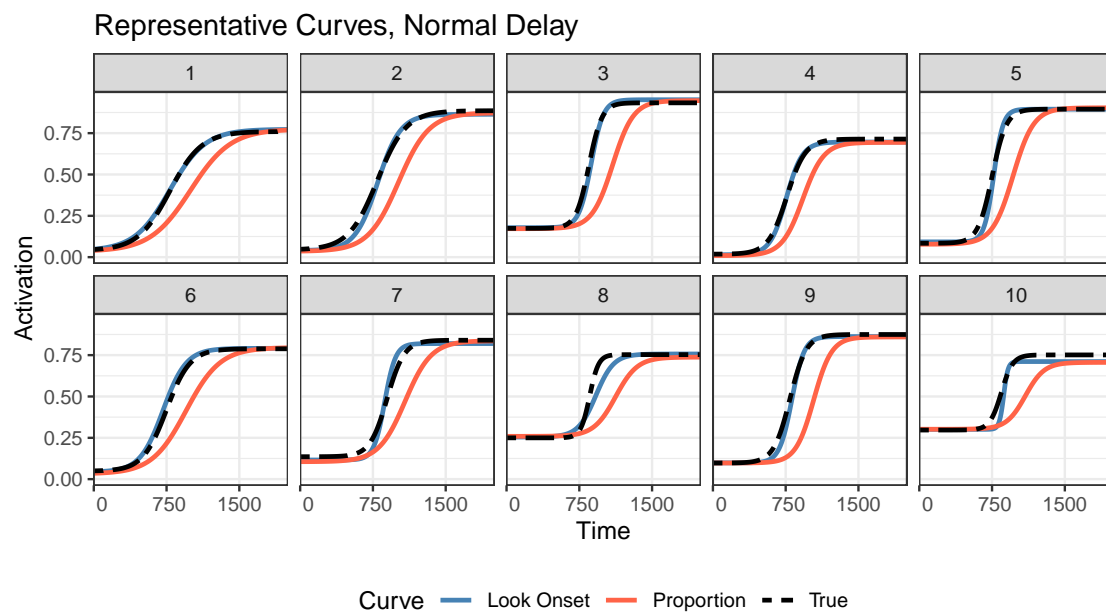 Representative Curves, Normal Delay
1 2 3 4 5
0.75
0.50
0.25
0.00
Activation
6 7 8 9 10
0.75
0.50
0.25
0.00
0 750 1500 0 750 1500 0 750 1500 0 750 1500 0 750 1500
Time
Curve Look Onset Proportion True